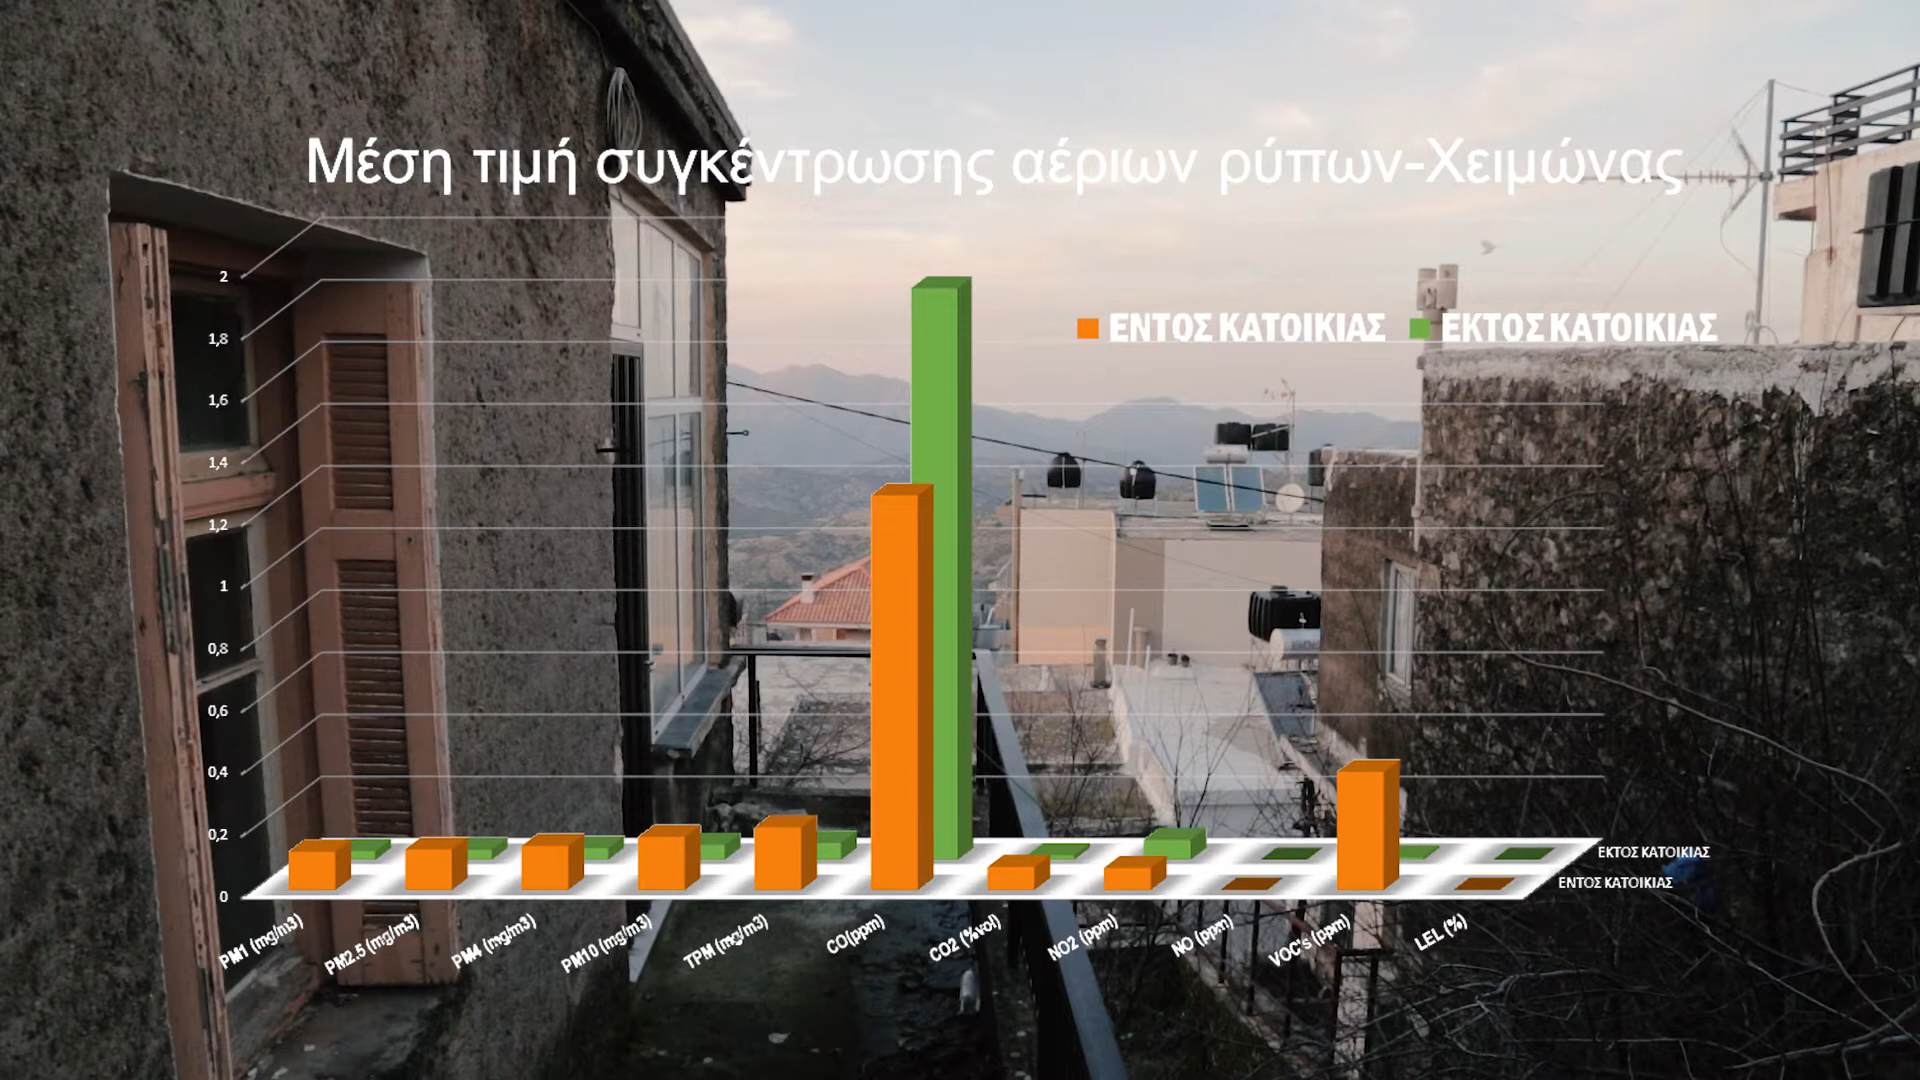 Μέση τιμή συγκέντρωσης αέριων ρύπων-Χειμώνας
ΕΝΤΟΣ ΚΑΤΟΙΚΙΑΣ ΕΚΤΟΣ ΚΑΤΟΙΚΙΑΣ
2
1,8
1,6
1,4
1,2
1
0,8
0,6
0,4
0,2
0
ΕΚΤΟΣ ΚΑΤΟΙΚΙΑΣ
ΕΝΤΟΣ ΚΑΤΟΙΚΙΑΣ
PM1 (mg/m3)
PM2.5 (mg/m3)
PM4 (mg/m3)
PM10 (mg/m3)
TPM (mg/m3)
CO(ppm)
CO2 (%vol)
NO2 (ppm)
NO (ppm)
VOC's (ppm)
LEL (%)